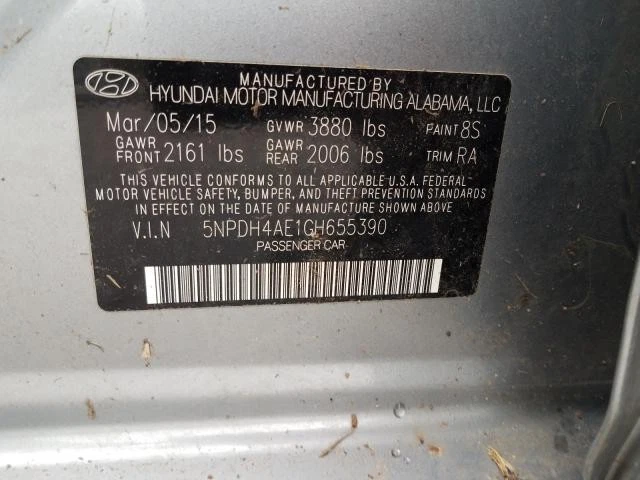 MANUFACTURED BY
HYUNDAI MOTOR MANUFACTURING ALABAMA, LLC
Mar/05/15 GVWR 3880 lbs PAINT 8S
GAWR FRONT 2161 lbs GAWR REAR 2006 lbs TRIM RA
THIS VEHICLE CONFORMS TO ALL APPLICABLE U.S.A. FEDERAL
MOTOR VEHICLE SAFETY, BUMPER, AND THEFT PREVENTION STANDARDS
IN EFFECT ON THE DATE OF MANUFACTURE SHOWN ABOVE.
V.I.N 5NPDH4AE1GH655390
PASSENGER CAR